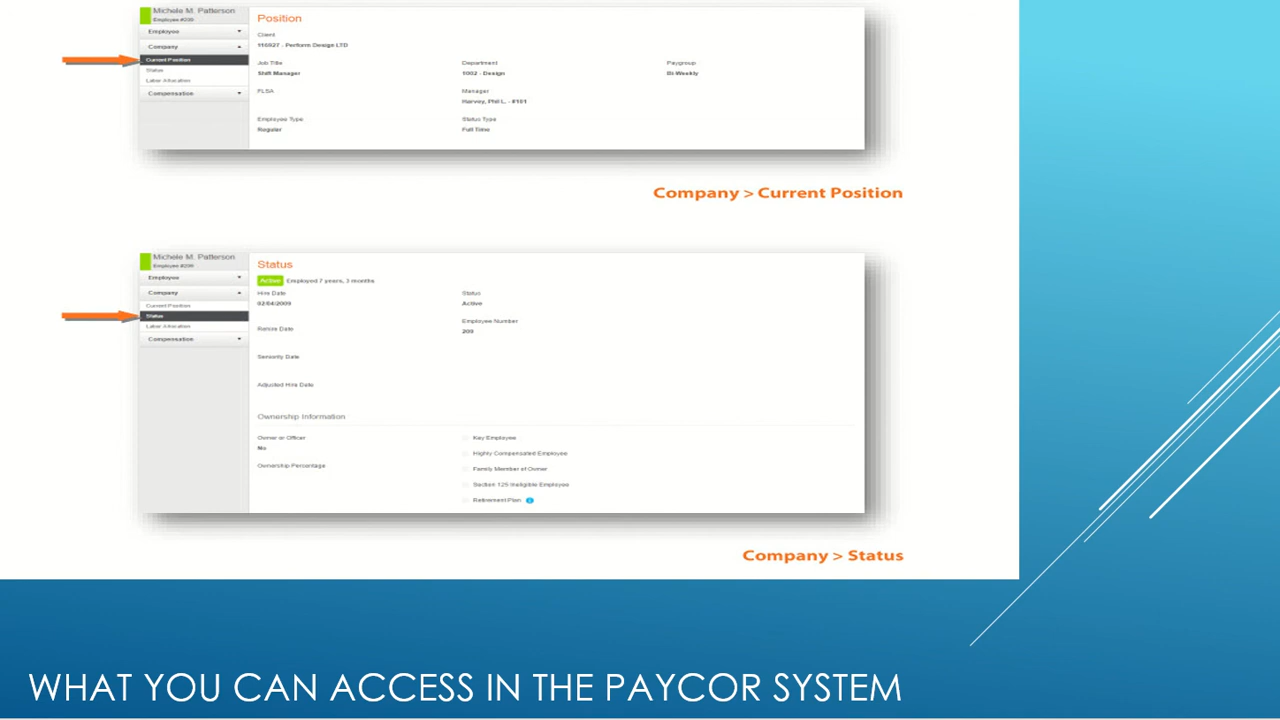 Michele M. Patterson
Employee #209
Employee
Company
Current Position
Status
Labor Allocation
Compensation
Position
Client
116927 - Perform Design LTD
Job Title Department Paygroup
Shift Manager 1002 - Design Bi-Weekly
FLSA Manager
Harvey, Phil L. - #101
Employee Type Status Type
Regular Full Time
Company > Current Position
Michele M. Patterson
Employee #209
Employee
Company
Current Position
Status
Labor Allocation
Compensation
Status
Active Employed 7 years, 3 months
Hire Date Status
02/04/2009 Active
Employee Number
Rehire Date 209
Seniority Date
Adjusted Hire Date
Ownership Information
Owner or Officer Key Employee
No
Highly Compensated Employee
Ownership Percentage Family Member of Owner
Section 125 Ineligible Employee
Retirement Plan
Company > Status
WHAT YOU CAN ACCESS IN THE PAYCOR SYSTEM